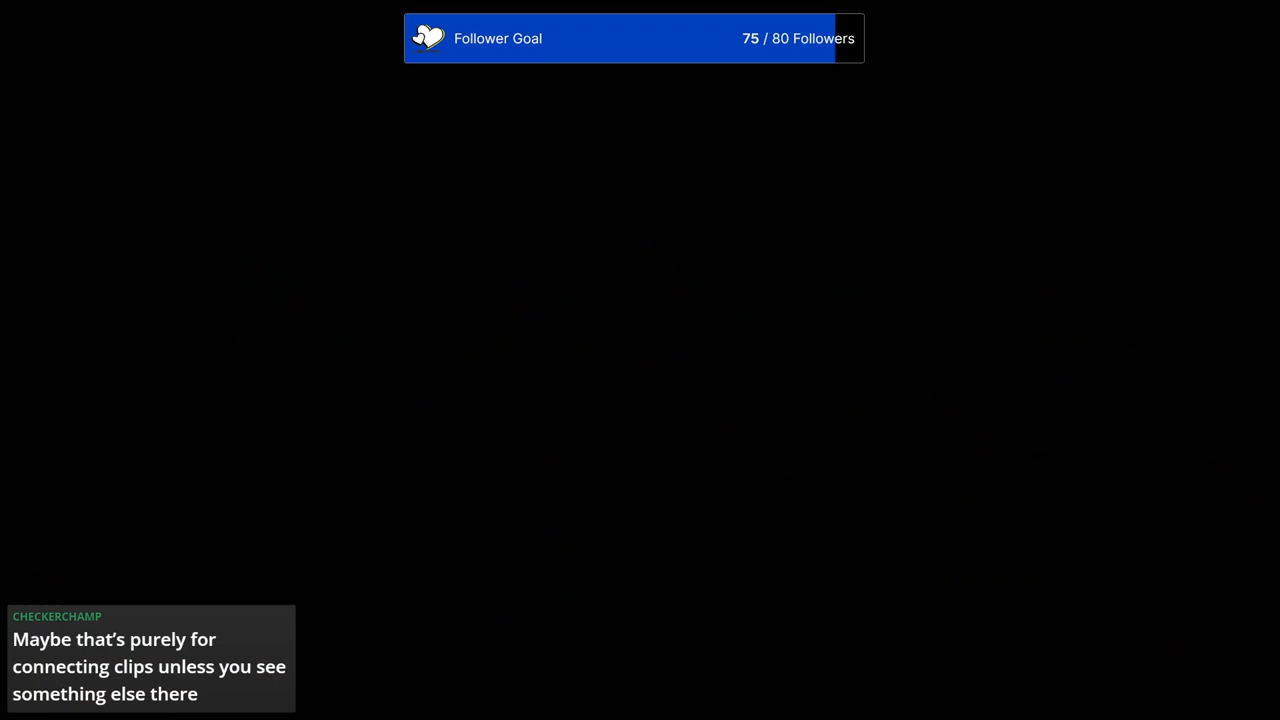 Follower Goal 75 / 80 Followers
CHECKERCHAMP
Maybe that’s purely for
connecting clips unless you see
something else there